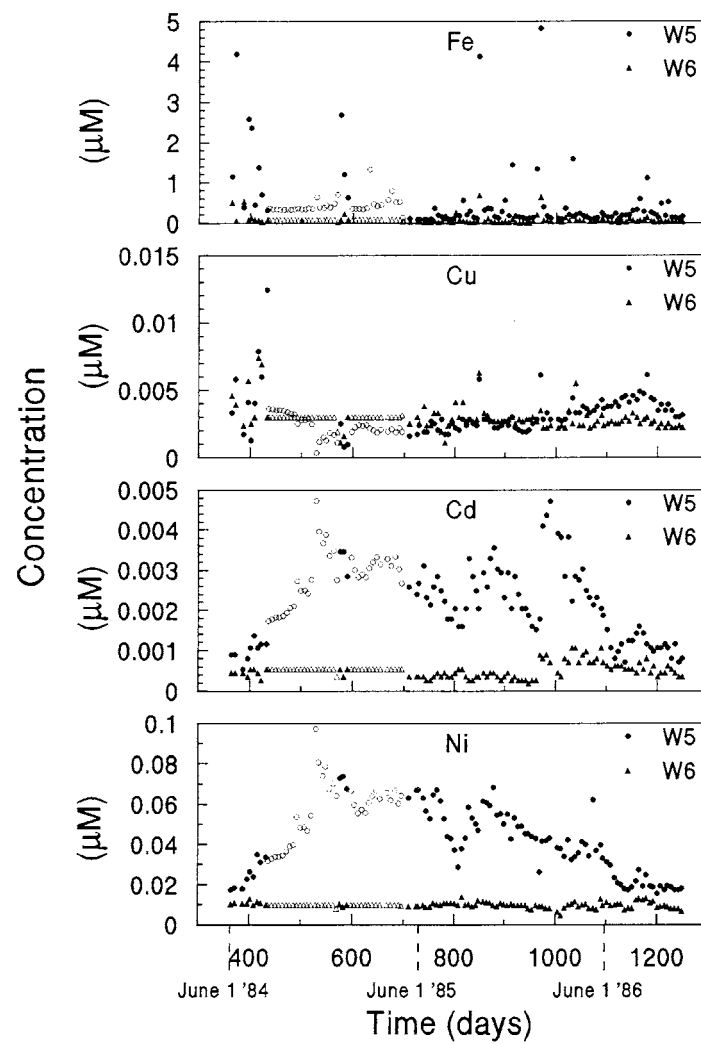 5
4
3
2
1
0
(μM)
Fe
W5
W6
0.015
0.01
0.005
0
(μM)
Cu
W5
W6
0.005
0.004
0.003
0.002
0.001
0
(μM)
Cd
W5
W6
0.1
0.08
0.06
0.04
0.02
0
(μM)
Ni
W5
W6
Concentration
400 600 800 1000 1200
June 1 '84 June 1 '85 June 1 '86
Time (days)